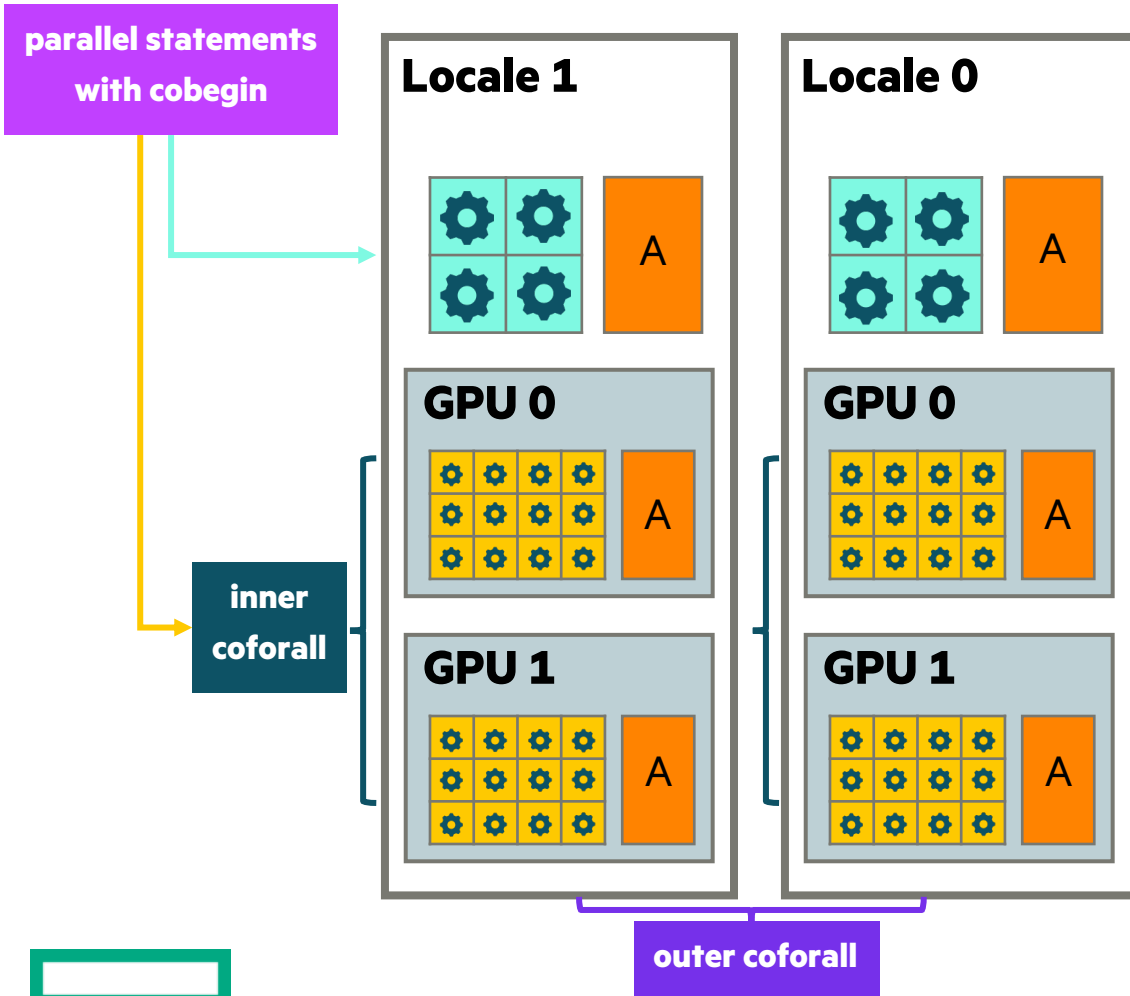 parallel statements
with cobegin
Locale 1
A
GPU 0
A
GPU 1
A
Locale 0
A
GPU 0
A
GPU 1
A
inner
coforall
outer coforall